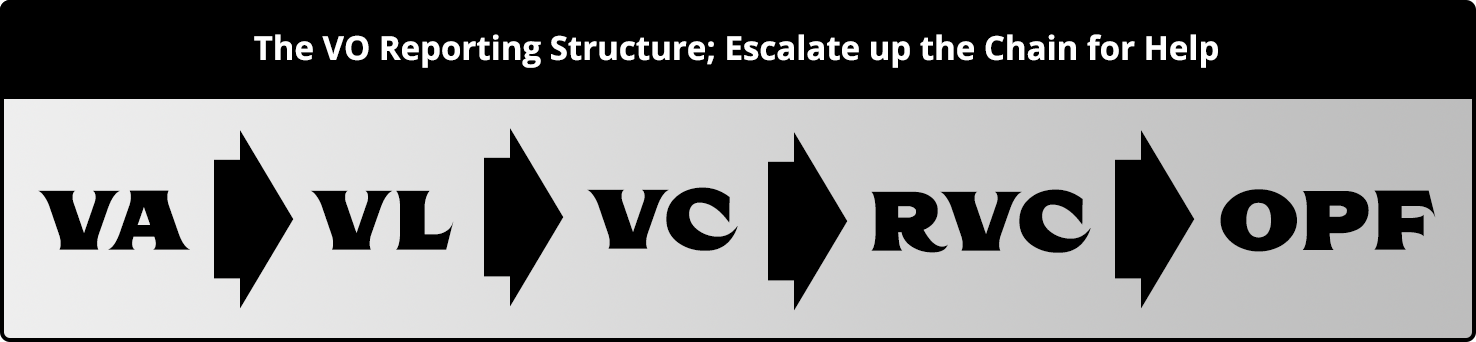 The VO Reporting Structure; Escalate up the Chain for Help
VA VL VC RVC OPF